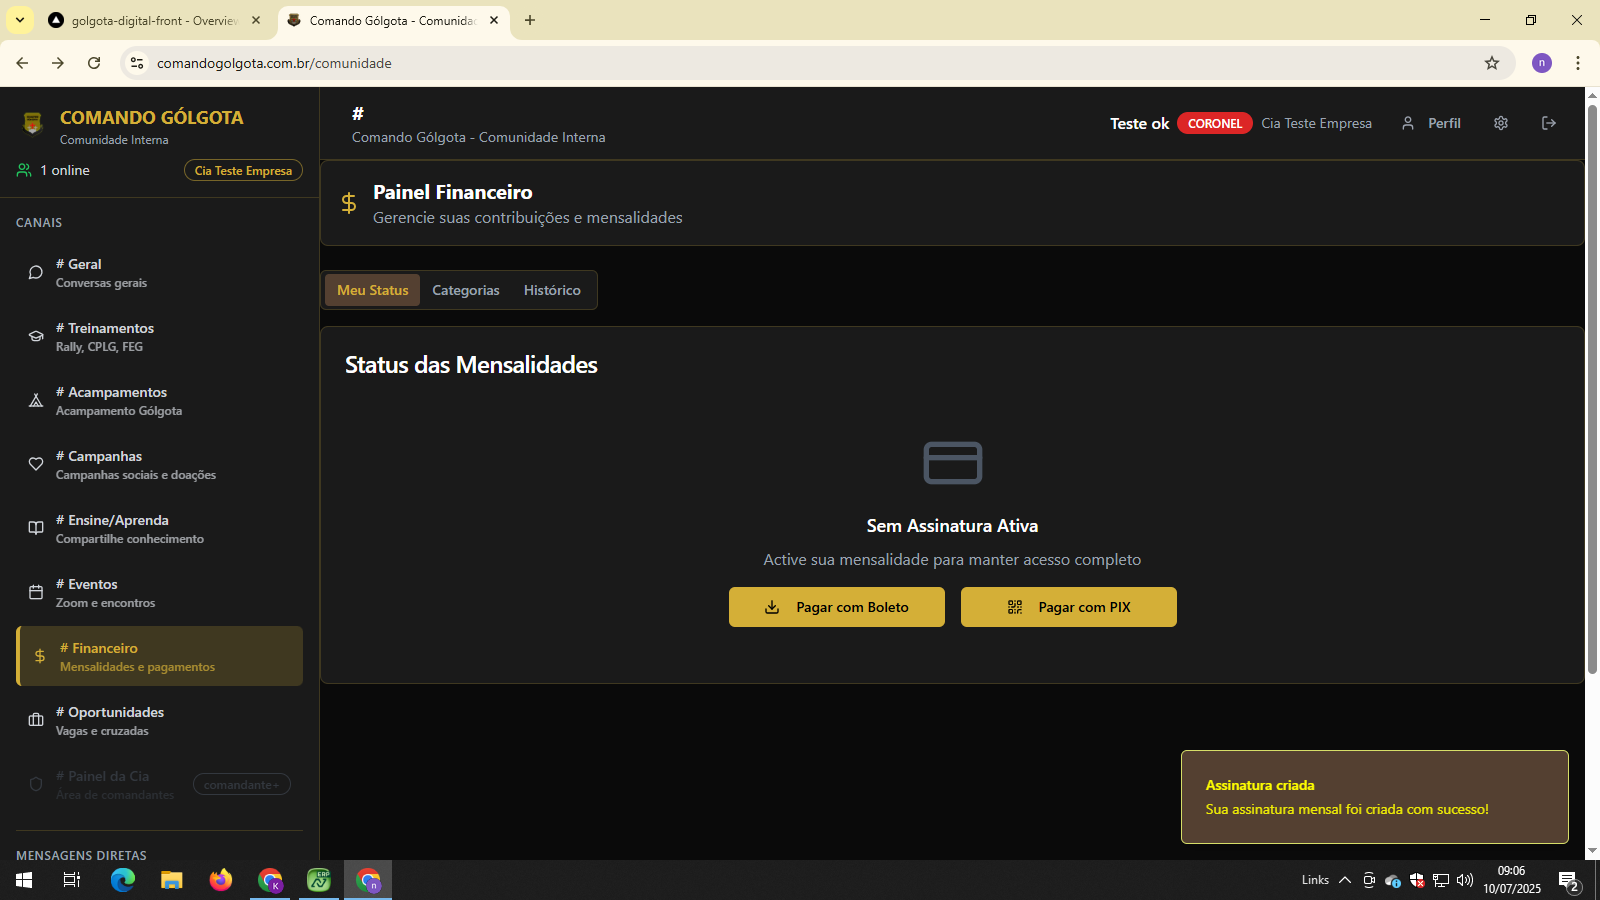 golgota-digital-front - Overview
Comando Gólgota - Comunidad
comandogolgota.com.br/comunidade
n
COMANDO GÓLGOTA
Comunidade Interna
1 online
Cia Teste Empresa
#
Comando Gólgota - Comunidade Interna
Teste ok
CORONEL
Cia Teste Empresa
Perfil
CANAIS
# Geral
Conversas gerais
# Treinamentos
Rally, CPLG, FEG
# Acampamentos
Acampamento Gólgota
# Campanhas
Campanhas sociais e doações
# Ensine/Aprenda
Compartilhe conhecimento
# Eventos
Zoom e encontros
# Financeiro
Mensalidades e pagamentos
# Oportunidades
Vagas e cruzadas
# Painel da Cia
Área de comandantes
comandante+
MENSAGENS DIRETAS
Painel Financeiro
Gerencie suas contribuições e mensalidades
Meu Status
Categorias
Histórico
Status das Mensalidades
Sem Assinatura Ativa
Active sua mensalidade para manter acesso completo
Pagar com Boleto
Pagar com PIX
Assinatura criada
Sua assinatura mensal foi criada com sucesso!
K
ERP
n
Links
09:06
10/07/2025
2